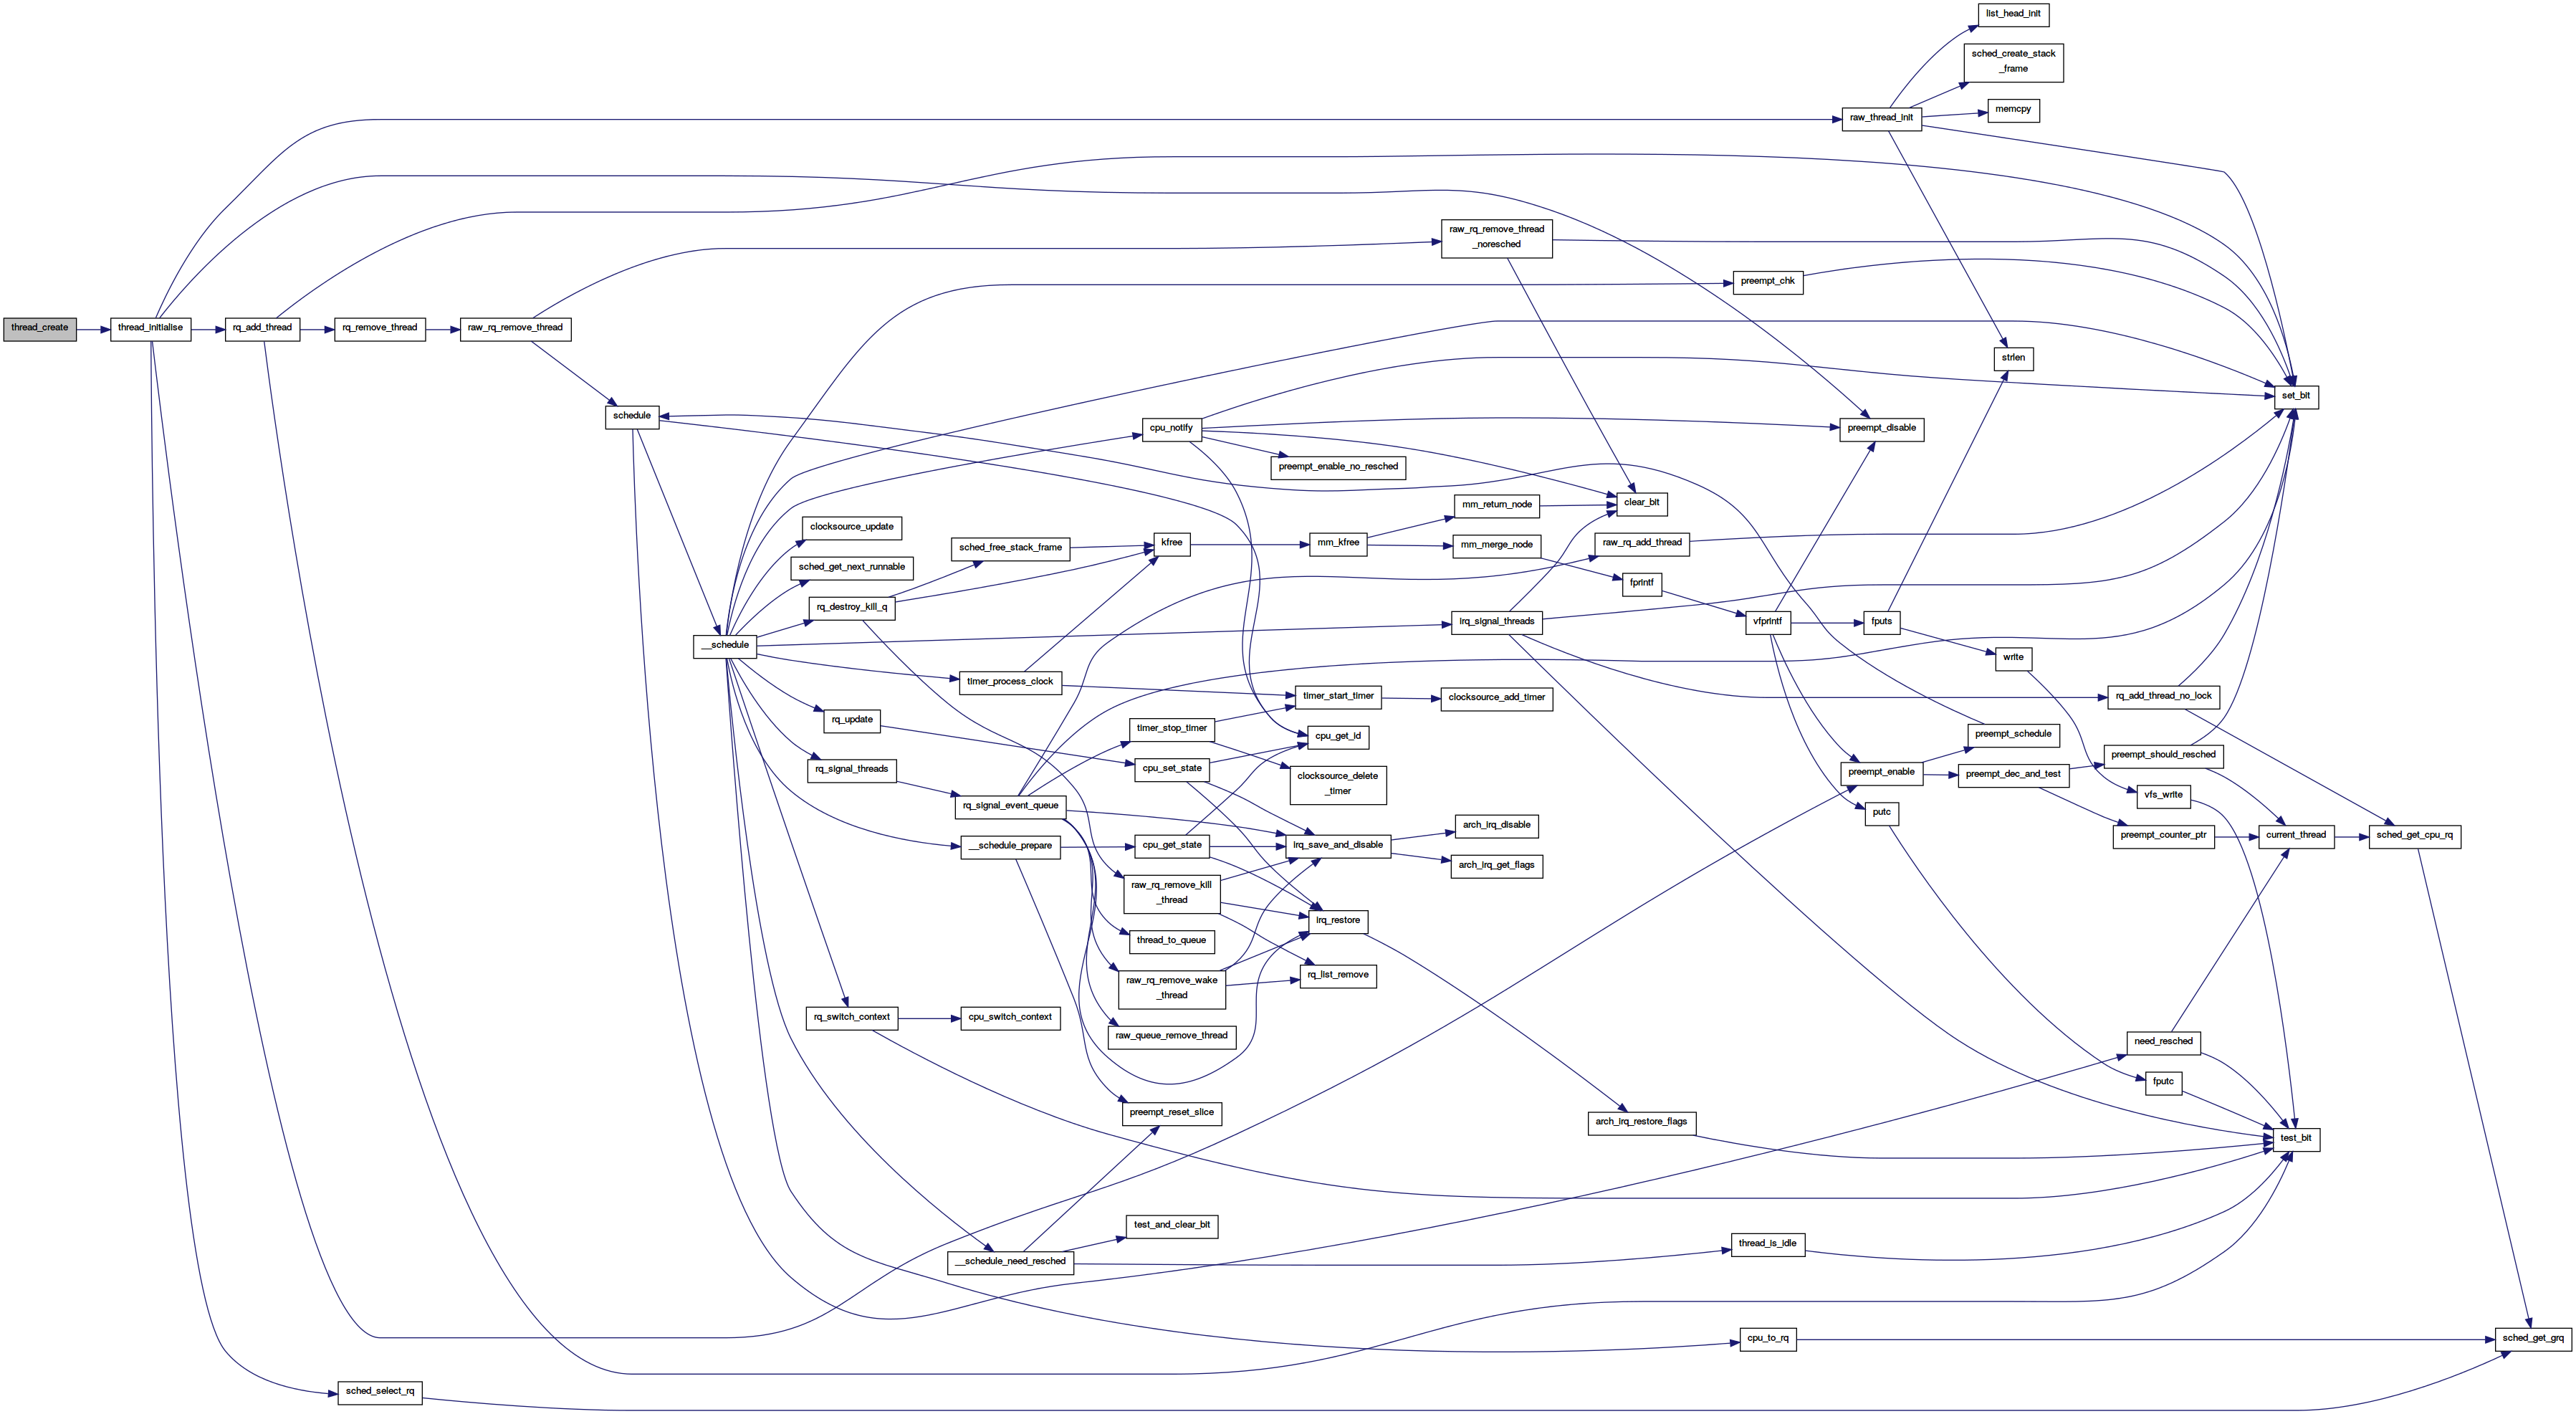 list_head_init
sched_create_stack
_frame
memcpy
raw_thread_init
raw_rq_remove_thread
_noresched
preempt_chk
thread_create
thread_initialise
rq_add_thread
rq_remove_thread
raw_rq_remove_thread
strlen
set_bit
schedule
cpu_notify
preempt_disable
preempt_enable_no_resched
mm_return_node
clear_bit
clocksource_update
sched_free_stack_frame
kfree
mm_kfree
mm_merge_node
raw_rq_add_thread
sched_get_next_runnable
fprintf
rq_destroy_kill_q
irq_signal_threads
vfprintf
fputs
__schedule
write
timer_process_clock
timer_start_timer
clocksource_add_timer
rq_add_thread_no_lock
rq_update
timer_stop_timer
cpu_get_id
preempt_schedule
preempt_should_resched
rq_signal_threads
cpu_set_state
clocksource_delete
_timer
preempt_enable
preempt_dec_and_test
vfs_write
rq_signal_event_queue
putc
arch_irq_disable
__schedule_prepare
cpu_get_state
irq_save_and_disable
preempt_counter_ptr
current_thread
sched_get_cpu_rq
arch_irq_get_flags
raw_rq_remove_kill
_thread
irq_restore
thread_to_queue
rq_list_remove
raw_rq_remove_wake
_thread
rq_switch_context
cpu_switch_context
raw_queue_remove_thread
need_resched
fputc
preempt_reset_slice
arch_irq_restore_flags
test_bit
test_and_clear_bit
thread_is_idle
__schedule_need_resched
cpu_to_rq
sched_get_grq
sched_select_rq